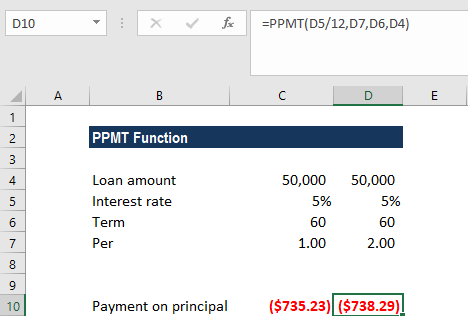 D10 fx =PPMT(D5/12,D7,D6,D4)
A B C D E
1
2 PPMT Function
3
4 Loan amount 50,000 50,000
5 Interest rate 5% 5%
6 Term 60 60
7 Per 1.00 2.00
8
9
10 Payment on principal ($735.23) ($738.29)